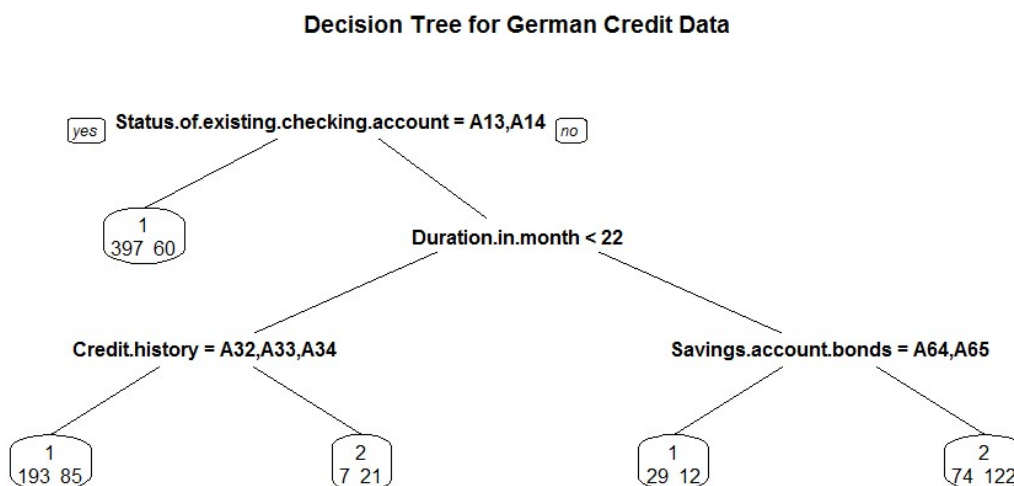 Decision Tree for German Credit Data
yes Status.of.existing.checking.account = A13,A14 no
1
397 60
Duration.in.month < 22
Credit.history = A32,A33,A34
Savings.account.bonds = A64,A65
1
193 85
2
7 21
1
29 12
2
74 122